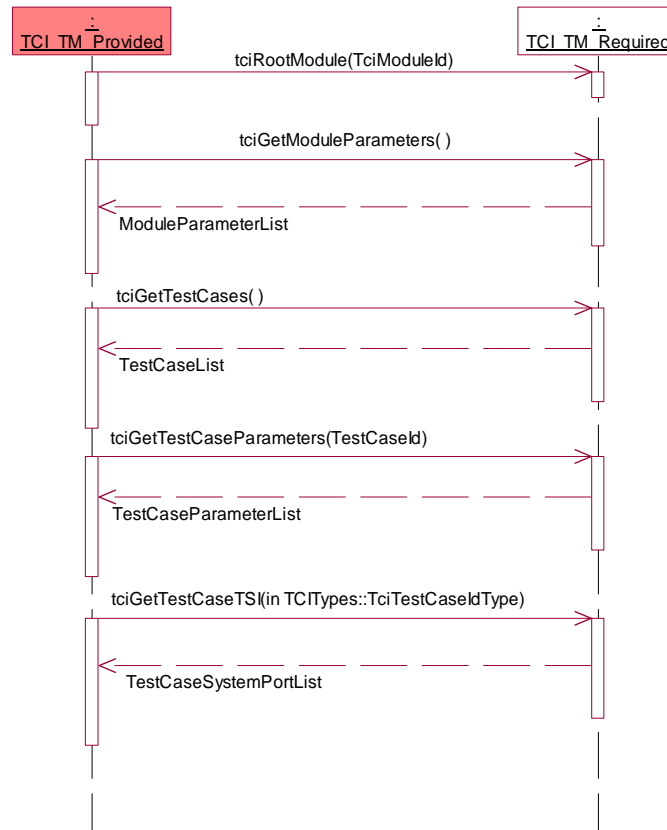 :
TCI_TM_Provided
:
TCI_TM_Required
tciRootModule(TciModuleId)
tciGetModuleParameters( )
ModuleParameterList
tciGetTestCases( )
TestCaseList
tciGetTestCaseParameters(TestCaseId)
TestCaseParameterList
tciGetTestCaseTSI(in TCITypes::TciTestCaseIdType)
TestCaseSystemPortList